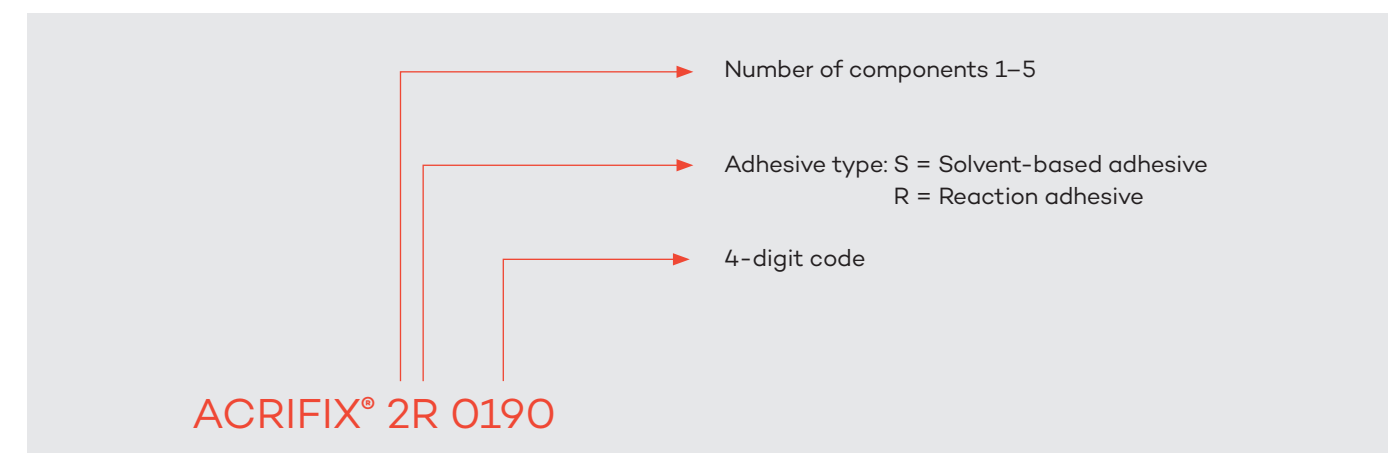 Number of components 1–5
Adhesive type: S = Solvent-based adhesive
R = Reaction adhesive
4-digit code
ACRIFIX® 2R 0190